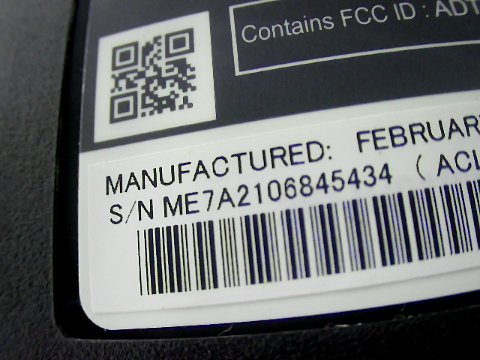 Contains FCC ID : ADT
MANUFACTURED: FEBRUAR
S/N ME7A2106845434 ( ACL